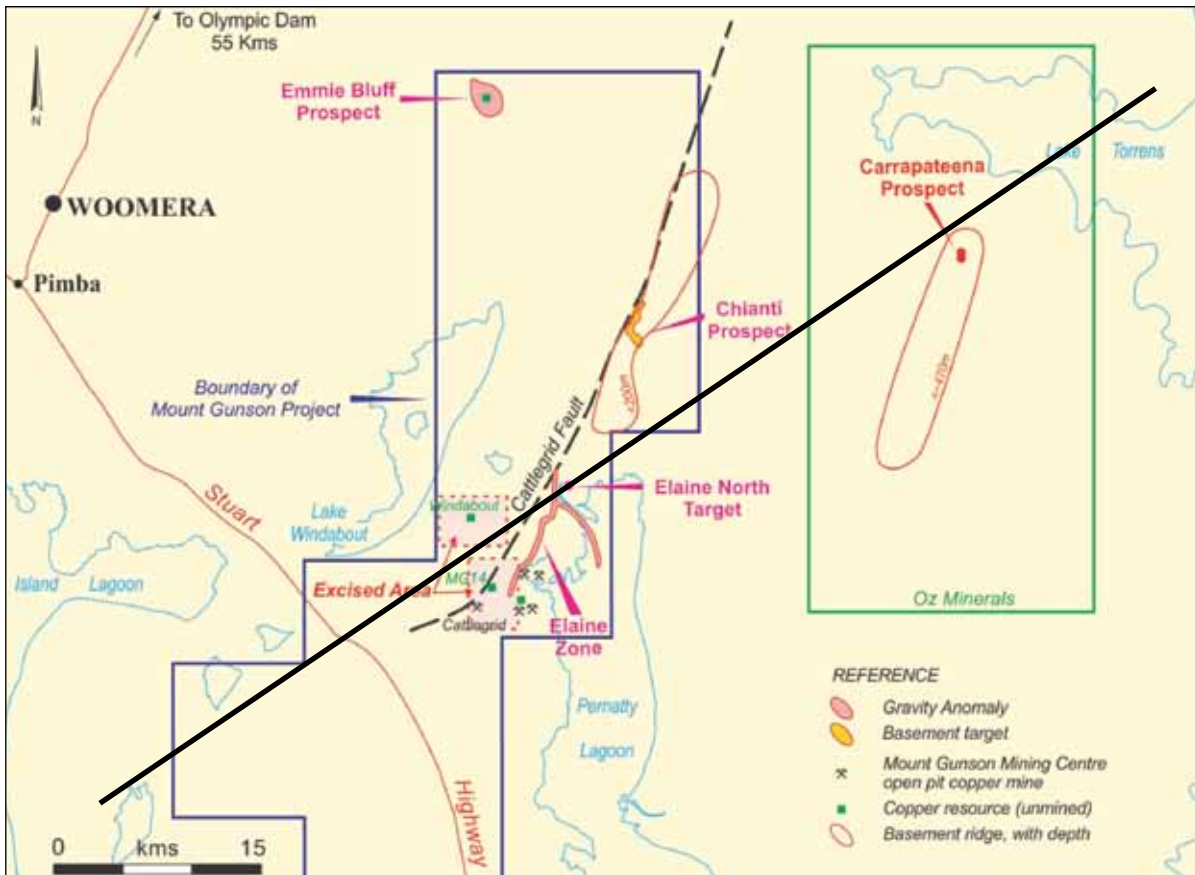 To Olympic Dam
55 Kms
N
Emmie Bluff
Prospect
WOOMERA
Pimba
Lake Torrens
Carrapateena
Prospect
Chianti
Prospect
Boundary of
Mount Gunson Project
<200m
<~470m
Cattlegrid Fault
Stuart
Highway
Lake
Windabout
Windabout
Elaine North
Target
Island Lagoon
Excised Area
MG14
Cattlegrid
Elaine
Zone
Oz Minerals
Pernatty
Lagoon
REFERENCE
Gravity Anomaly
Basement target
Mount Gunson Mining Centre
open pit copper mine
Copper resource (unmined)
Basement ridge, with depth
0 kms 15